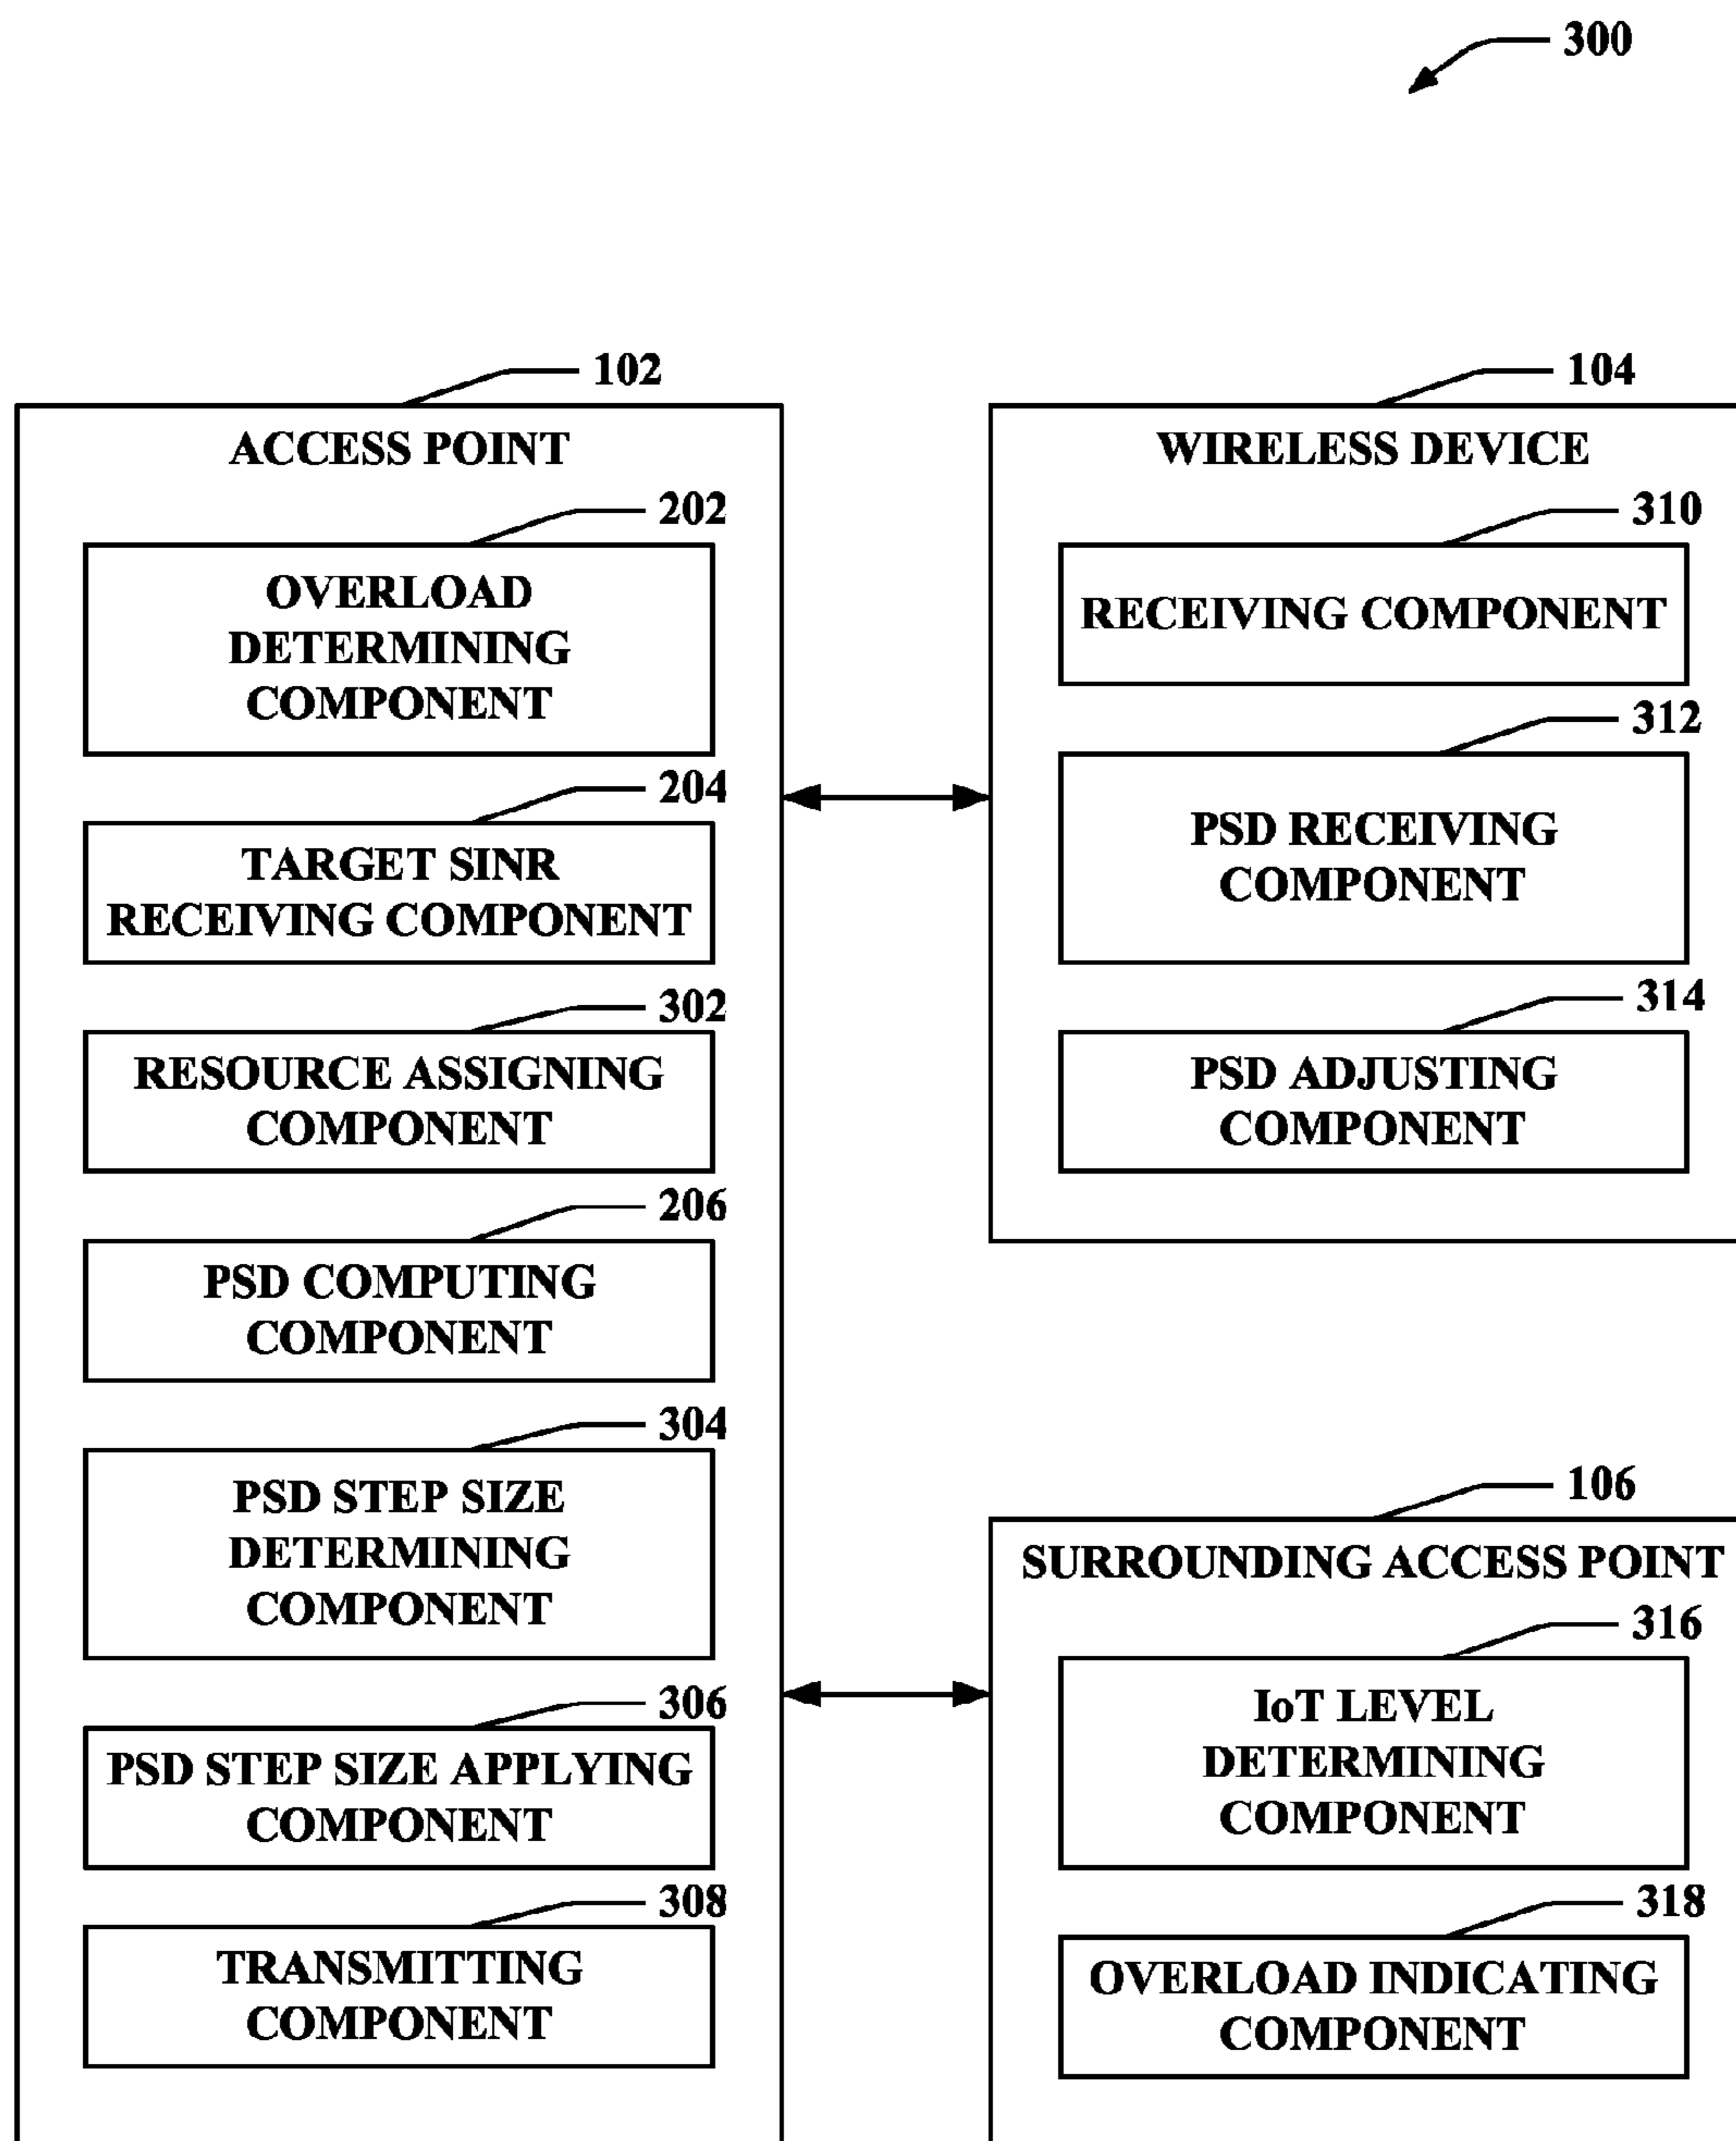 300
102
ACCESS POINT
202
OVERLOAD
DETERMINING
COMPONENT
204
TARGET SINR
RECEIVING COMPONENT
302
RESOURCE ASSIGNING
COMPONENT
206
PSD COMPUTING
COMPONENT
304
PSD STEP SIZE
DETERMINING
COMPONENT
306
PSD STEP SIZE APPLYING
COMPONENT
308
TRANSMITTING
COMPONENT
104
WIRELESS DEVICE
310
RECEIVING COMPONENT
312
PSD RECEIVING
COMPONENT
314
PSD ADJUSTING
COMPONENT
106
SURROUNDING ACCESS POINT
316
IoT LEVEL
DETERMINING
COMPONENT
318
OVERLOAD INDICATING
COMPONENT